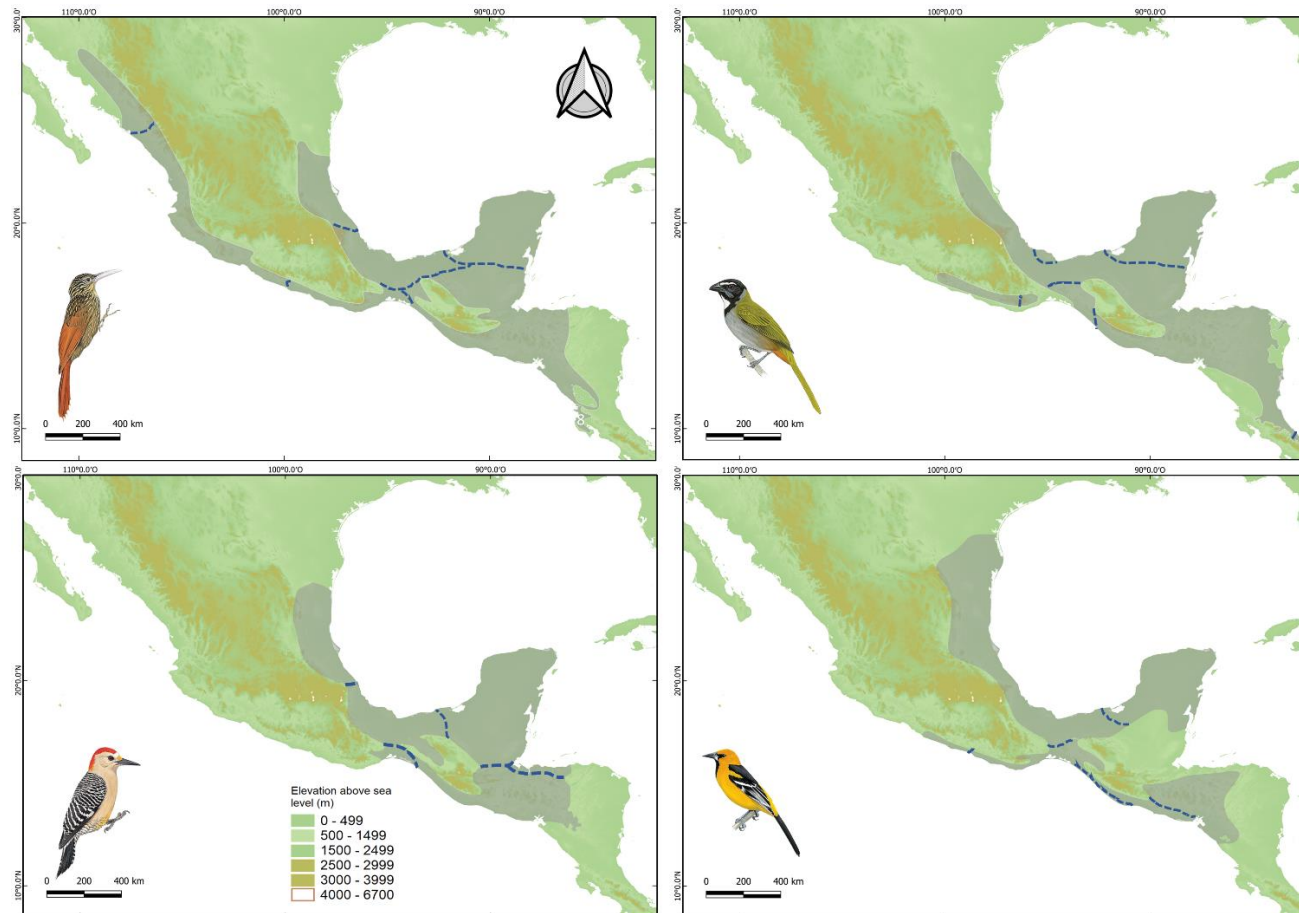 110°0.0'O
100°0.0'O
90°0.0'O
110°0.0'O
100°0.0'O
90°0.0'O
30°0.0'
20°0.0'N
10°0.0'N
30°0.0'
20°0.0'N
10°0.0'N
0 200 400 km
8
0 200 400 km
110°0.0'O
100°0.0'O
90°0.0'O
110°0.0'O
100°0.0'O
90°0.0'O
30°0.0'
20°0.0'N
10°0.0'N
30°0.0'
20°0.0'N
10°0.0'N
Elevation above sea
level (m)
0 - 499
500 - 1499
1500 - 2499
2500 - 2999
3000 - 3999
4000 - 6700
0 200 400 km
0 200 400 km